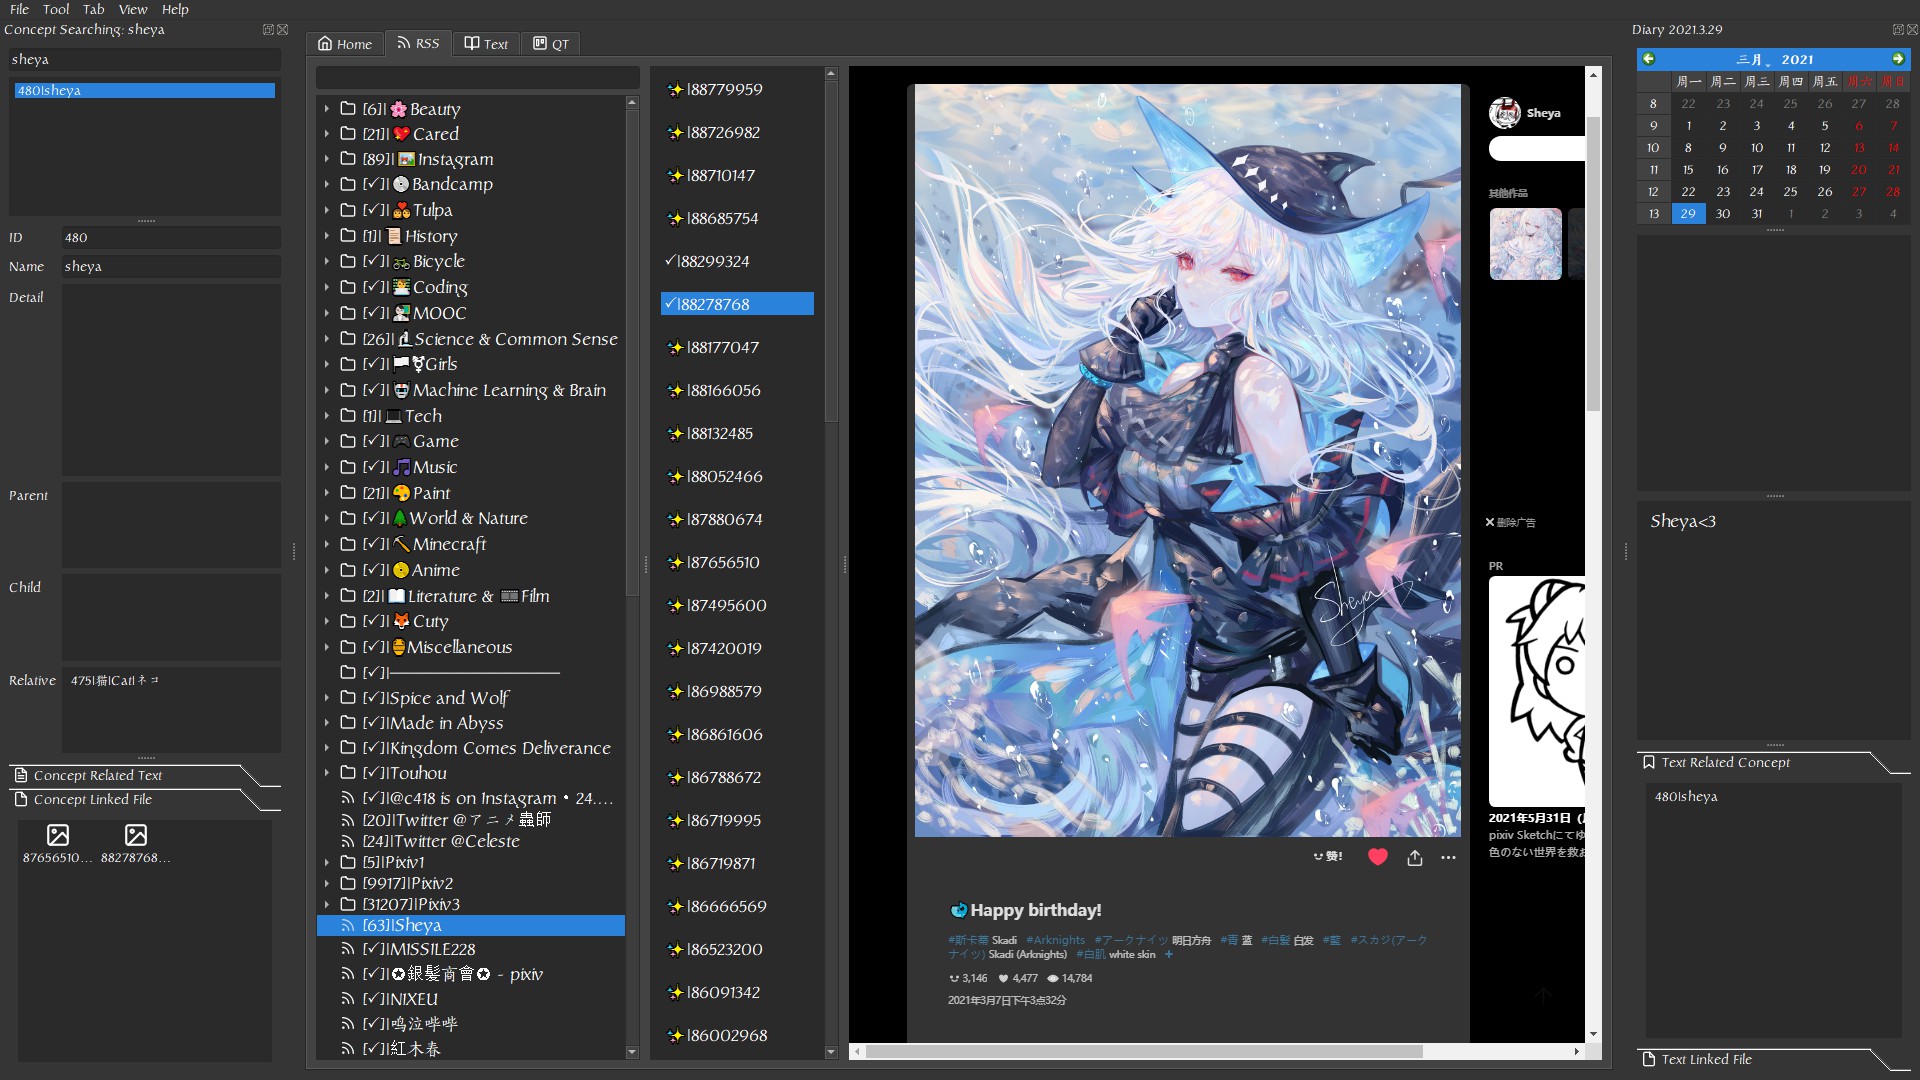 File Tool Tab View Help
Concept Searching: sheya
sheya
480|sheya
ID 480
Name sheya
Detail
Parent
Child
Relative 475|猫|Cat|ネコ
Concept Related Text
Concept Linked File
87656510... 88278768...
Home RSS Text QT
[6]|Beauty
[21]|Cared
[89]|Instagram
[✓]|Bandcamp
[✓]|Tulpa
[1]|History
[✓]|Bicycle
[✓]|Coding
[✓]|MOOC
[26]|Science & Common Sense
[✓]|Girls
[✓]|Machine Learning & Brain
[1]|Tech
[✓]|Game
[✓]|Music
[21]|Paint
[✓]|World & Nature
[✓]|Minecraft
[✓]|Anime
[2]|Literature & Film
[✓]|Cuty
[✓]|Miscellaneous
[✓]|——————————
[✓]|Spice and Wolf
[✓]|Made in Abyss
[✓]|Kingdom Comes Deliverance
[✓]|Touhou
[✓]|@c418 is on Instagram • 24....
[20]|Twitter @アニメ蟲師
[24]|Twitter @Celeste
[5]|Pixiv1
[9917]|Pixiv2
[31207]|Pixiv3
[63]|Sheya
[✓]|M1SS1LE228
[✓]|✪銀髪商會✪ - pixiv
[✓]|NIXEU
[✓]|鸣泣哔哔
[✓]|紅木春
|88779959
|88726982
|88710147
|88685754
✓|88299324
✓|88278768
|88177047
|88166056
|88132485
|88052466
|87880674
|87656510
|87495600
|87420019
|86988579
|86861606
|86788672
|86719995
|86719871
|86666569
|86523200
|86091342
|86002968
Sheya
赞!
Happy birthday!
#斯卡蒂 Skadi #Arknights #アークナイツ 明日方舟 #青 蓝 #白髪 白发 #藍 #スカジ(アーク
ナイツ) Skadi (Arknights) #白肌 white skin +
3,146 4,477 14,784
2021年3月7日下午3点32分
Sheya
其他作品
删除广告
PR
2021年5月31日
pixiv Sketchにてゆ
色のない世界を救お
Diary 2021.3.29
三月 2021
周一 周二 周三 周四 周五 周六 周日
8 22 23 24 25 26 27 28
9 1 2 3 4 5 6 7
10 8 9 10 11 12 13 14
11 15 16 17 18 19 20 21
12 22 23 24 25 26 27 28
13 29 30 31 1 2 3 4
Sheya<3
Text Related Concept
480|sheya
Text Linked File